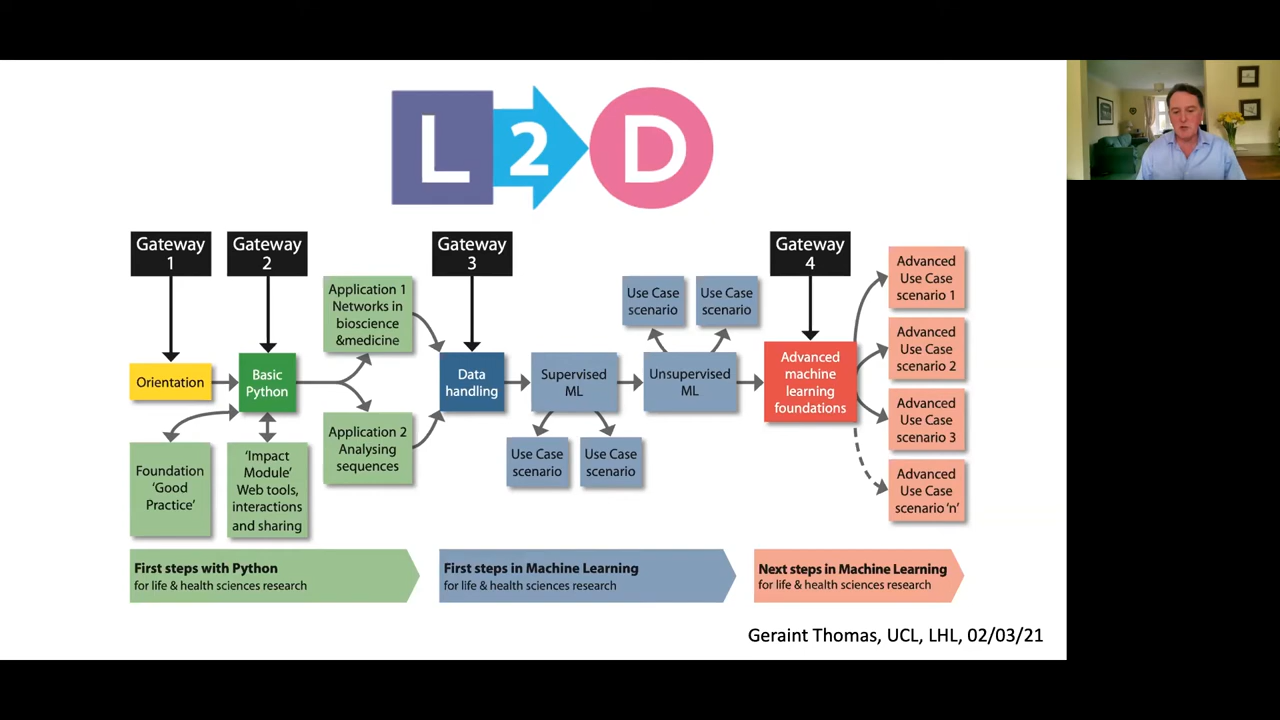 L 2 D
Gateway
1
Gateway
2
Gateway
3
Gateway
4
Orientation
Basic
Python
Foundation
'Good
Practice'
'Impact
Module'
Web tools,
interactions
and sharing
Application 1
Networks in
bioscience
&medicine
Application 2
Analysing
sequences
Data
handling
Supervised
ML
Use Case
scenario
Use Case
scenario
Unsupervised
ML
Use Case
scenario
Use Case
scenario
Advanced
machine
learning
foundations
Advanced
Use Case
scenario 1
Advanced
Use Case
scenario 2
Advanced
Use Case
scenario 3
Advanced
Use Case
scenario 'n'
First steps with Python
for life & health sciences research
First steps in Machine Learning
for life & health sciences research
Next steps in Machine Learning
for life & health sciences research
Geraint Thomas, UCL, LHL, 02/03/21